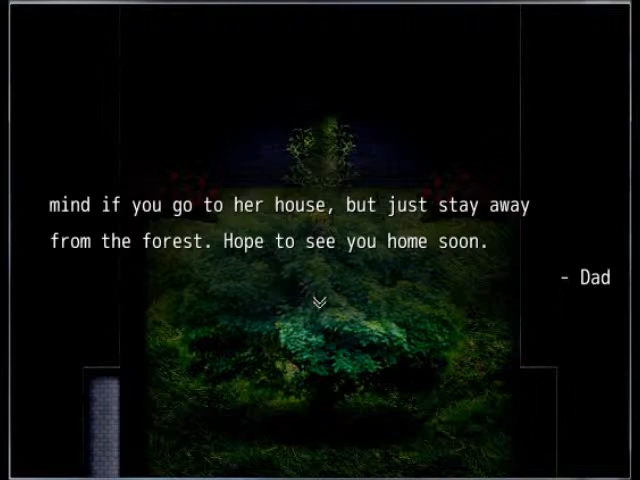 mind if you go to her house, but just stay away
from the forest. Hope to see you home soon.
- Dad